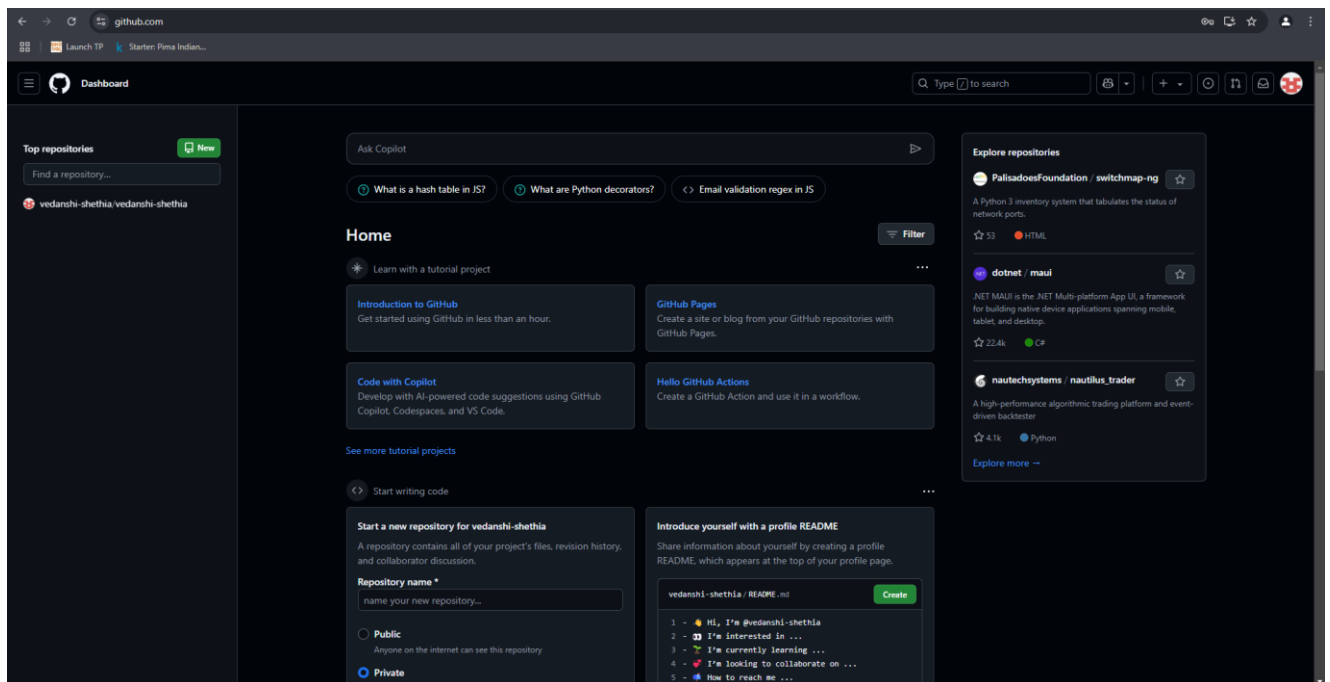 github.com
Launch TP
Starter: Pima Indian...
Dashboard
Type / to search
Top repositories
New
Find a repository...
vedanshi-shethia/vedanshi-shethia
Ask Copilot
What is a hash table in JS?
What are Python decorators?
Email validation regex in JS
Home
Filter
Learn with a tutorial project
Introduction to GitHub
Get started using GitHub in less than an hour.
GitHub Pages
Create a site or blog from your GitHub repositories with
GitHub Pages.
Code with Copilot
Develop with AI-powered code suggestions using GitHub
Copilot, Codespaces, and VS Code.
Hello GitHub Actions
Create a GitHub Action and use it in a workflow.
See more tutorial projects
Start writing code
Start a new repository for vedanshi-shethia
A repository contains all of your project's files, revision history,
and collaborator discussion.
Repository name *
name your new repository...
Public
Anyone on the internet can see this repository
Private
Introduce yourself with a profile README
Share information about yourself by creating a profile
README, which appears at the top of your profile page.
vedanshi-shethia / README.md
Create
1 - 👋 Hi, I'm @vedanshi-shethia
2 - 👀 I'm interested in ...
3 - 🌱 I'm currently learning ...
4 - 💞️ I'm looking to collaborate on ...
5 - 📫 How to reach me ...
Explore repositories
PalisadoesFoundation / switchmap-ng
A Python 3 inventory system that tabulates the status of
network ports.
53
HTML
dotnet / maui
.NET MAUI is the .NET Multi-platform App UI, a framework
for building native device applications spanning mobile,
tablet, and desktop.
22.4k
C#
nautechsystems / nautilus_trader
A high-performance algorithmic trading platform and event-
driven backtester
4.1k
Python
Explore more →